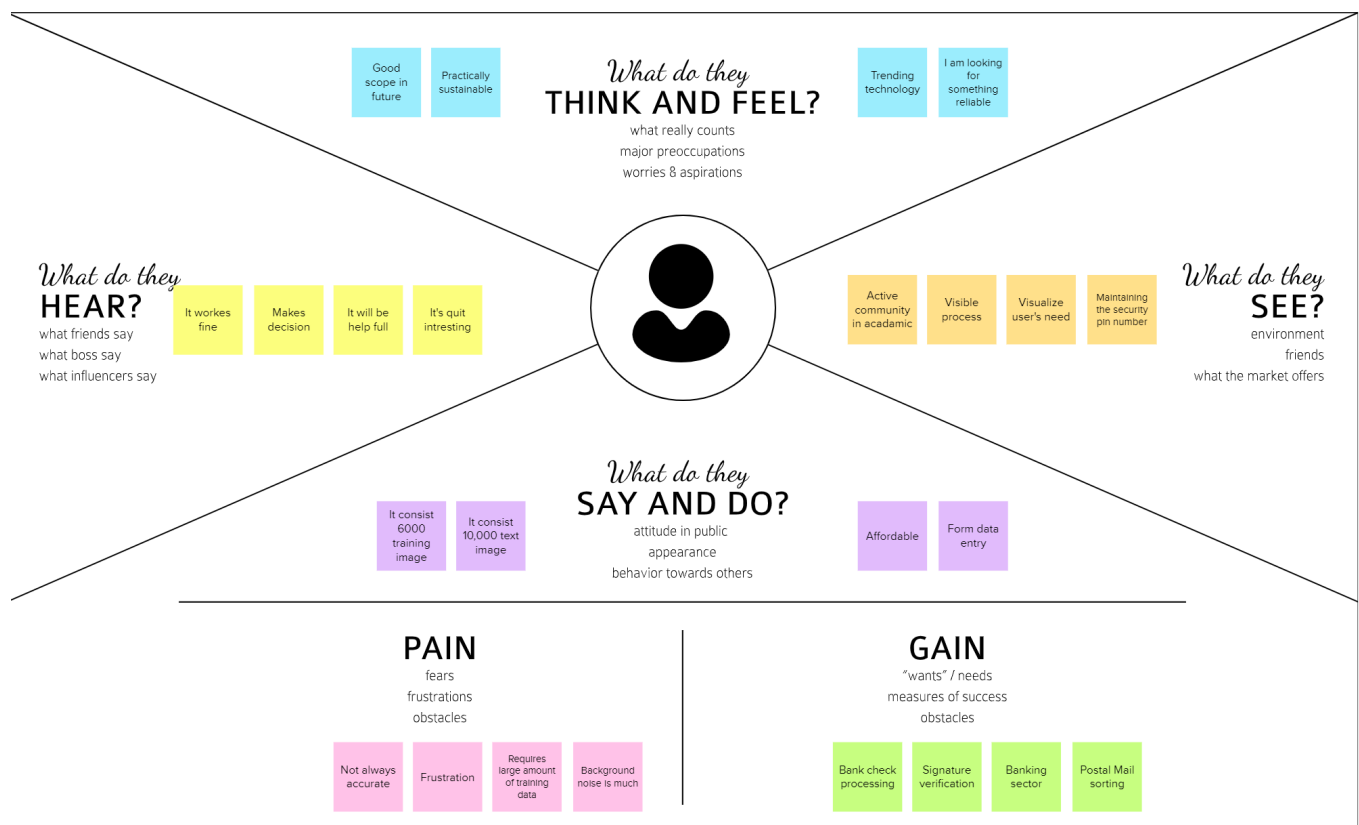 Good
scope in
future
Practically
sustainable
What do they
THINK AND FEEL?
what really counts
major preoccupations
worries & aspirations
Trending
technology
I am looking
for
something
reliable
What do they
HEAR?
what friends say
what boss say
what influencers say
It workes
fine
Makes
decision
It will be
help full
It's quit
intresting
Active
community
in acadamic
Visible
process
Visualize
user's need
Maintaining
the security
pin number
What do they
SEE?
environment
friends
what the market offers
It consist
6000
training
image
It consist
10,000 text
image
What do they
SAY AND DO?
attitude in public
appearance
behavior towards others
Affordable
Form data
entry
PAIN
fears
frustrations
obstacles
Not always
accurate
Frustration
Requires
large amount
of training
data
Background
noise is much
GAIN
"wants" / needs
measures of success
obstacles
Bank check
processing
Signature
verification
Banking
sector
Postal Mail
sorting